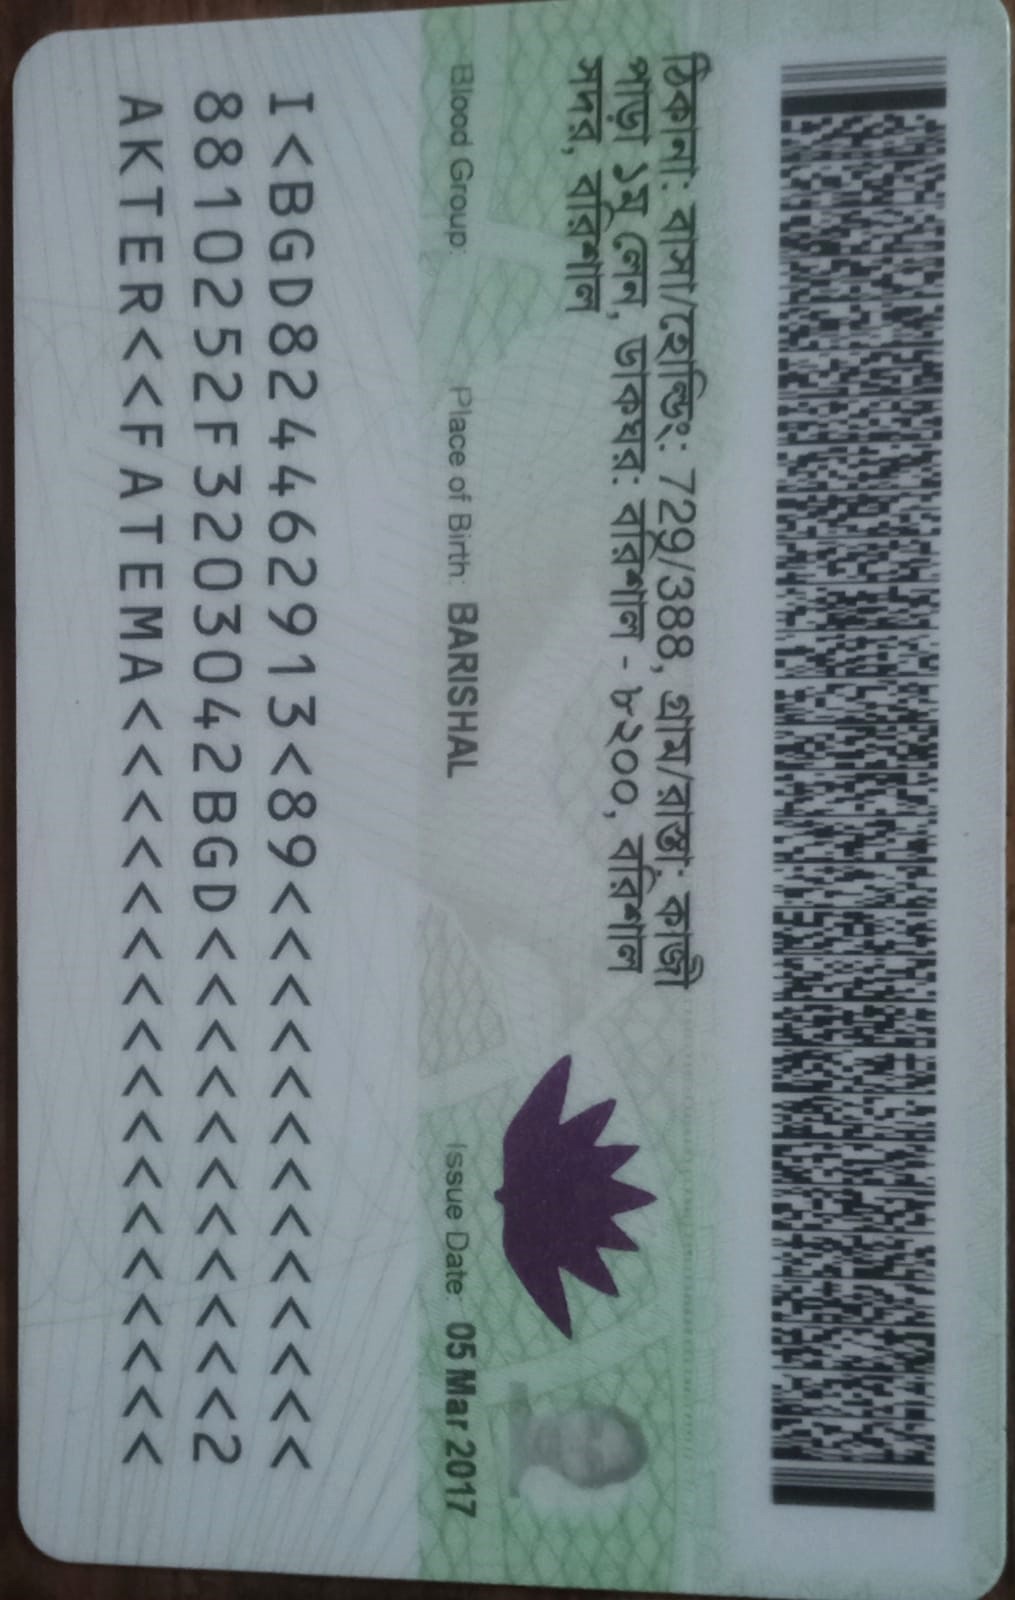 ঠিকানা: বাসা/হোল্ডিং: 729/388, গ্রাম/রাস্তা: কাজী
পাড়া ১মু লেন, ডাকঘর: বরিশাল - ৮২০০, বরিশাল
সদর, বরিশাল
Blood Group: Place of Birth: BARISHAL Issue Date: 05 Mar 2017
I<BGD824462913<89<<<<<<<<<<<<<
8810252F3203042BGD<<<<<<<<<<<2
AKTER<<FATEMA<<<<<<<<<<<<<<<<<